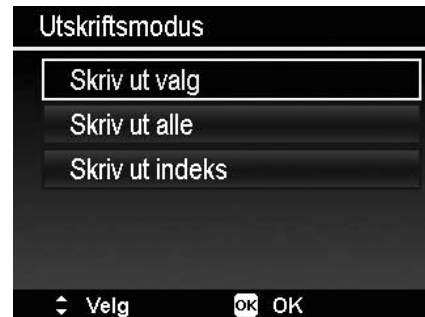 Utskriftsmodus
Skriv ut valg
Skriv ut alle
Skriv ut indeks
Velg OK OK